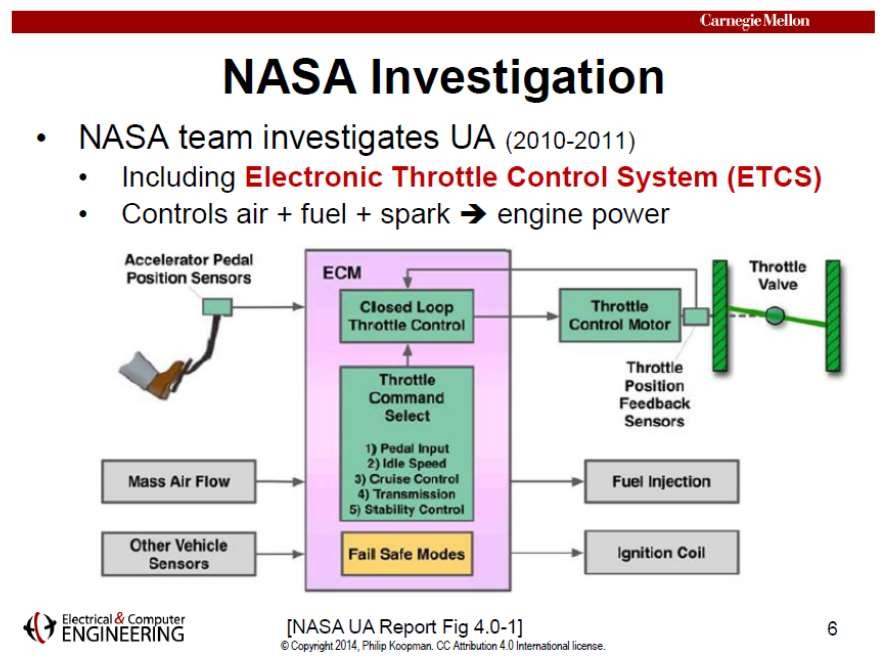 Carnegie Mellon
NASA Investigation
• NASA team investigates UA (2010-2011)
• Including Electronic Throttle Control System (ETCS)
• Controls air + fuel + spark ➔ engine power
Accelerator Pedal
Position Sensors
ECM
Closed Loop
Throttle Control
Throttle
Control Motor
Throttle
Valve
Throttle
Position
Feedback
Sensors
Throttle
Command
Select
1) Pedal Input
2) Idle Speed
3) Cruise Control
4) Transmission
5) Stability Control
Mass Air Flow
Fuel Injection
Other Vehicle
Sensors
Fail Safe Modes
Ignition Coil
Electrical & Computer
ENGINEERING
[NASA UA Report Fig 4.0-1]
© Copyright 2014, Philip Koopman. CC Attribution 4.0 International license.
6